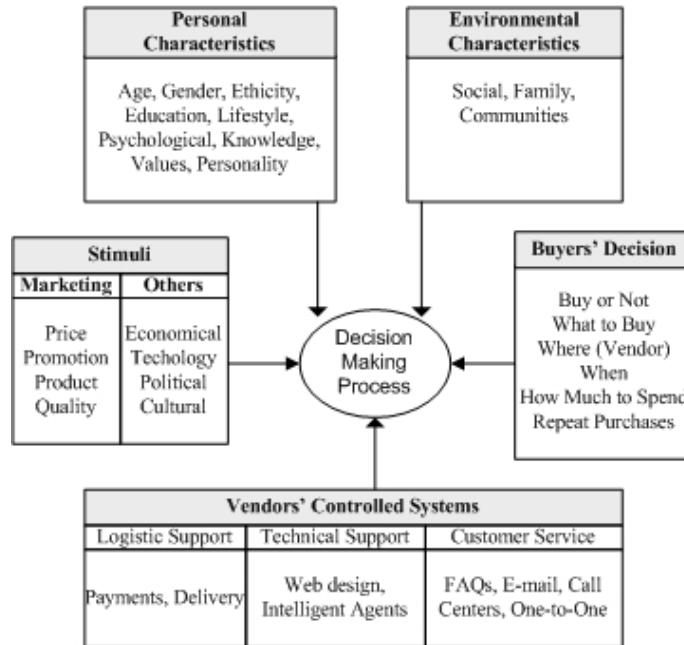 Personal
Characteristics
Age, Gender, Ethicity,
Education, Lifestyle,
Psychological, Knowledge,
Values, Personality
Environmental
Characteristics
Social, Family,
Communities
Stimuli
Marketing
Others
Price
Promotion
Product
Quality
Economical
Techology
Political
Cultural
Decision
Making
Process
Buyers' Decision
Buy or Not
What to Buy
Where (Vendor)
When
How Much to Spend
Repeat Purchases
Vendors' Controlled Systems
Logistic Support
Technical Support
Customer Service
Payments, Delivery
Web design,
Intelligent Agents
FAQs, E-mail, Call
Centers, One-to-One